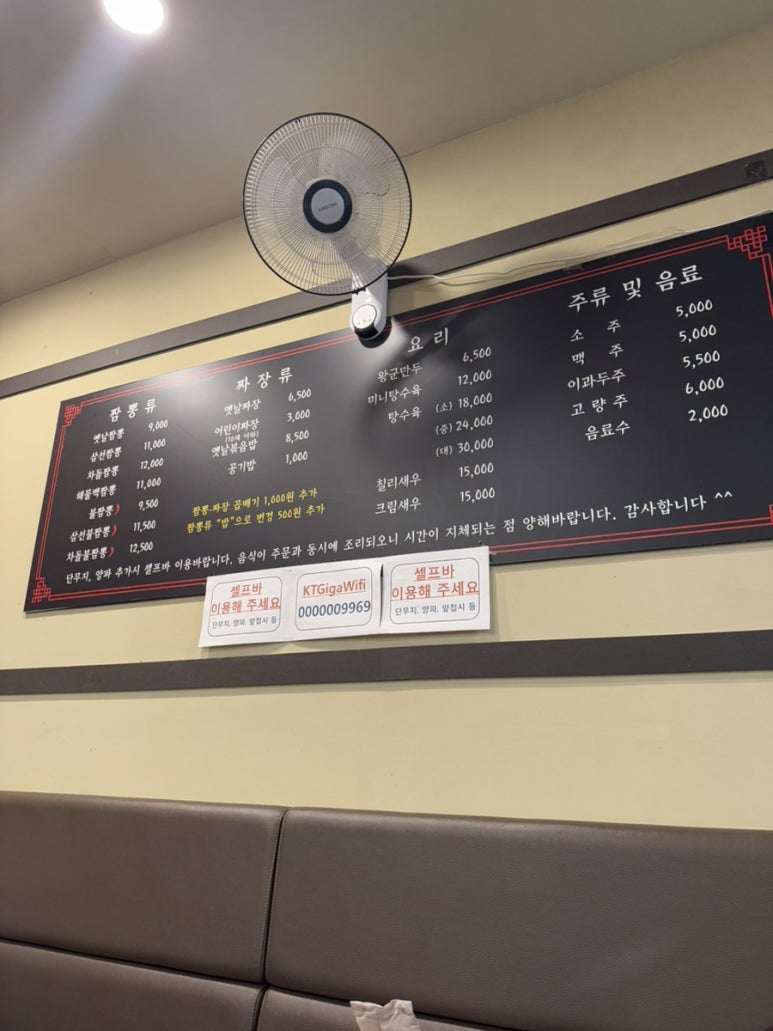 짬뽕류
옛날짬뽕 9,000
삼선짬뽕 11,000
차돌짬뽕 12,000
해물백짬뽕 11,000
불짬뽕 9,500
삼선불짬뽕 11,500
차돌불짬뽕 12,500
짜장류
옛날짜장 6,500
어린이짜장 3,000
(16세 이하)
옛날볶음밥 8,500
공기밥 1,000
짬뽕.짜장 곱배기 1,000원 추가
짬뽕류 "밥"으로 변경 500원 추가
요리
왕군만두 6,500
미니탕수육 12,000
탕수육 (소) 18,000
(중) 24,000
(대) 30,000
칠리새우 15,000
크림새우 15,000
주류 및 음료
소주 5,000
맥주 5,000
이과두주 5,500
고량주 6,000
음료수 2,000
단무지, 양파 추가시 셀프바 이용바랍니다. 음식이 주문과 동시에 조리되오니 시간이 지체되는 점 양해바랍니다. 감사합니다 ^^
셀프바
이용해 주세요
단무지, 양파, 앞접시 등
KTGigaWifi
0000009969
셀프바
이용해 주세요
단무지, 양파, 앞접시 등